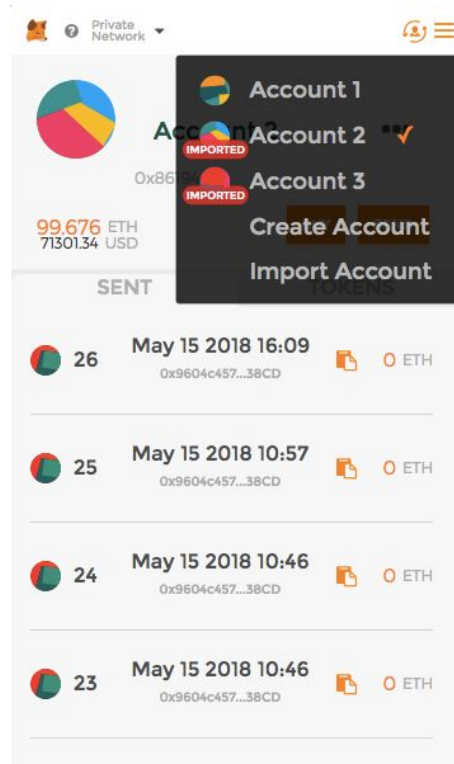 Private
Network
Account 1
Account 2
IMPORTED
Account 3
IMPORTED
Create Account
Import Account
0x861
99.676 ETH
71301.34 USD
SENT
TOKENS
26
May 15 2018 16:09
0x9604c457...38CD
0 ETH
25
May 15 2018 10:57
0x9604c457...38CD
0 ETH
24
May 15 2018 10:46
0x9604c457...38CD
0 ETH
23
May 15 2018 10:46
0x9604c457...38CD
0 ETH